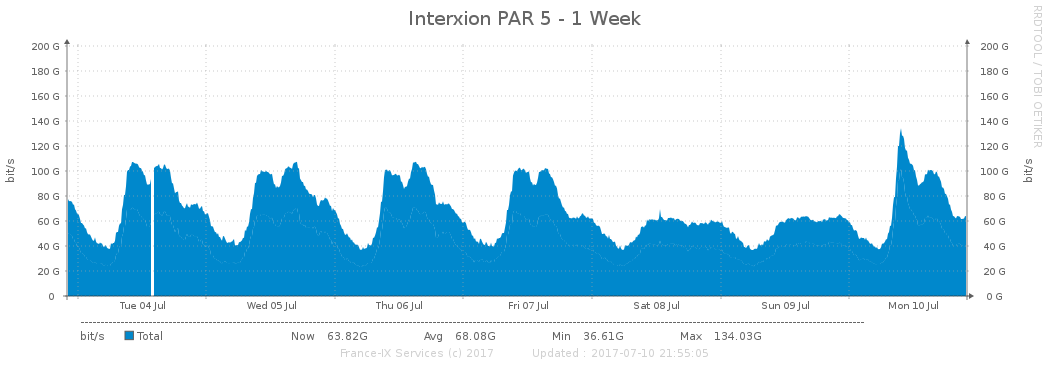 Interxion PAR 5 - 1 Week
RRDTOOL / TOBI OETIKER
200 G 200 G
180 G 180 G
160 G 160 G
140 G 140 G
120 G 120 G
bit/s bit/s
100 G 100 G
80 G 80 G
60 G 60 G
40 G 40 G
20 G 20 G
0 0 G
Tue 04 Jul Wed 05 Jul Thu 06 Jul Fri 07 Jul Sat 08 Jul Sun 09 Jul Mon 10 Jul
bit/s Total Now 63.82G Avg 68.08G Min 36.61G Max 134.03G
France-IX Services (c) 2017 Updated : 2017-07-10 21:55:05